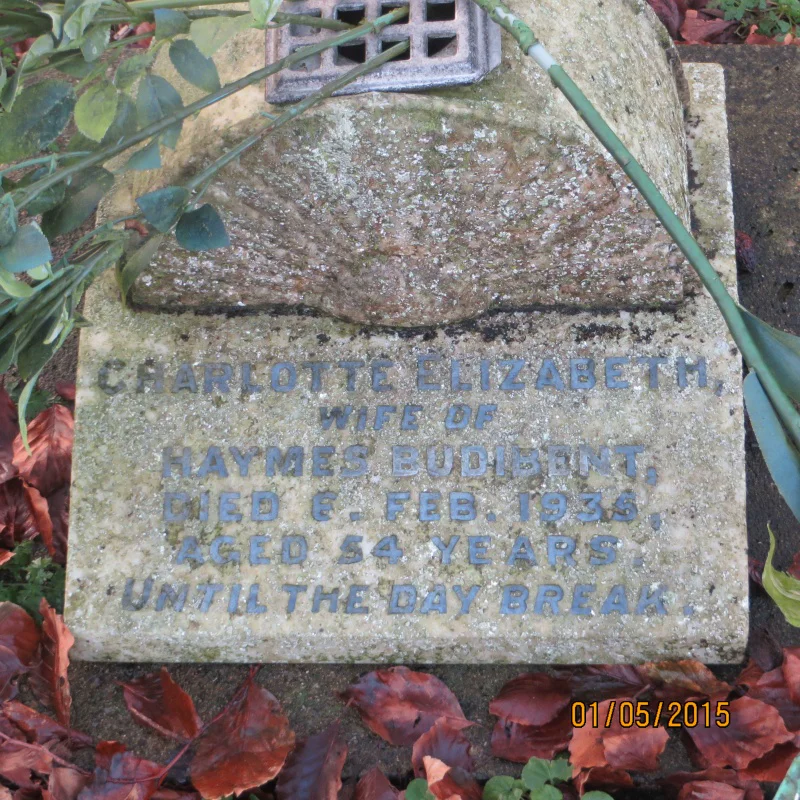 CHARLOTTE ELIZABETH,
WIFE OF
HAYMES BUDIBENT,
DIED 6. FEB. 1935,
AGED 54 YEARS.
UNTIL THE DAY BREAK.
01/05/2015